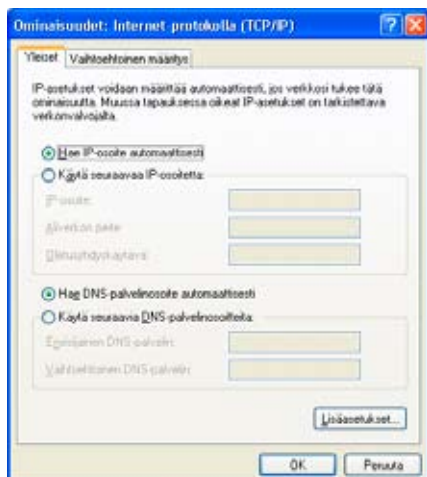 Ominaisuudet: Internet-protokolla (TCP/IP)
Yleiset
Vaihtoehtoinen määritys
IP-asetukset voidaan määrittää automaattisesti, jos verkkosi tukee tätä
ominaisuutta. Muussa tapauksessa oikeat IP-asetukset on tarkistettava
verkonvalvojalta.
Hae IP-osoite automaattisesti
Käytä seuraavaa IP-osoitetta:
IP-osoite:
Aliverkon peite:
Oletusyhdyskäytävä:
Hae DNS-palvelinosoite automaattisesti
Käytä seuraavia DNS-palvelinosoitteita:
Ensisijainen DNS-palvelin:
Vaihtoehtoinen DNS-palvelin:
Lisäasetukset...
OK
Peruuta